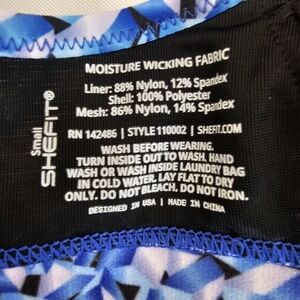 MOISTURE WICKING FABRIC
Liner: 88% Nylon, 12% Spandex
Shell: 100% Polyester
Mesh: 86% Nylon, 14% Spandex
RN 142486 | STYLE 110002 | SHEFIT.COM
WASH BEFORE WEARING.
TURN INSIDE OUT TO WASH. HAND
WASH OR WASH INSIDE LAUNDRY BAG
IN COLD WATER. LAY FLAT TO DRY
ONLY. DO NOT BLEACH. DO NOT IRON.
DESIGNED IN USA | MADE IN CHINA
Small
SHEFIT®